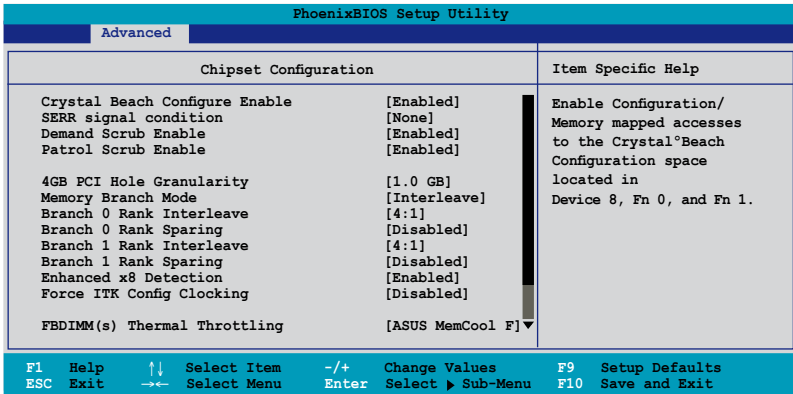 PhoenixBIOS Setup Utility
Advanced
Chipset Configuration
Item Specific Help
Crystal Beach Configure Enable [Enabled]
SERR signal condition [None]
Demand Scrub Enable [Enabled]
Patrol Scrub Enable [Enabled]
4GB PCI Hole Granularity [1.0 GB]
Memory Branch Mode [Interleave]
Branch 0 Rank Interleave [4:1]
Branch 0 Rank Sparing [Disabled]
Branch 1 Rank Interleave [4:1]
Branch 1 Rank Sparing [Disabled]
Enhanced x8 Detection [Enabled]
Force ITK Config Clocking [Disabled]
FBDIMM(s) Thermal Throttling [ASUS MemCool F]▼
Enable Configuration/
Memory mapped accesses
to the Crystal°Beach
Configuration space
located in
Device 8, Fn 0, and Fn 1.
F1 Help ↑↓ Select Item -/+ Change Values F9 Setup Defaults
ESC Exit →← Select Menu Enter Select ▶ Sub-Menu F10 Save and Exit